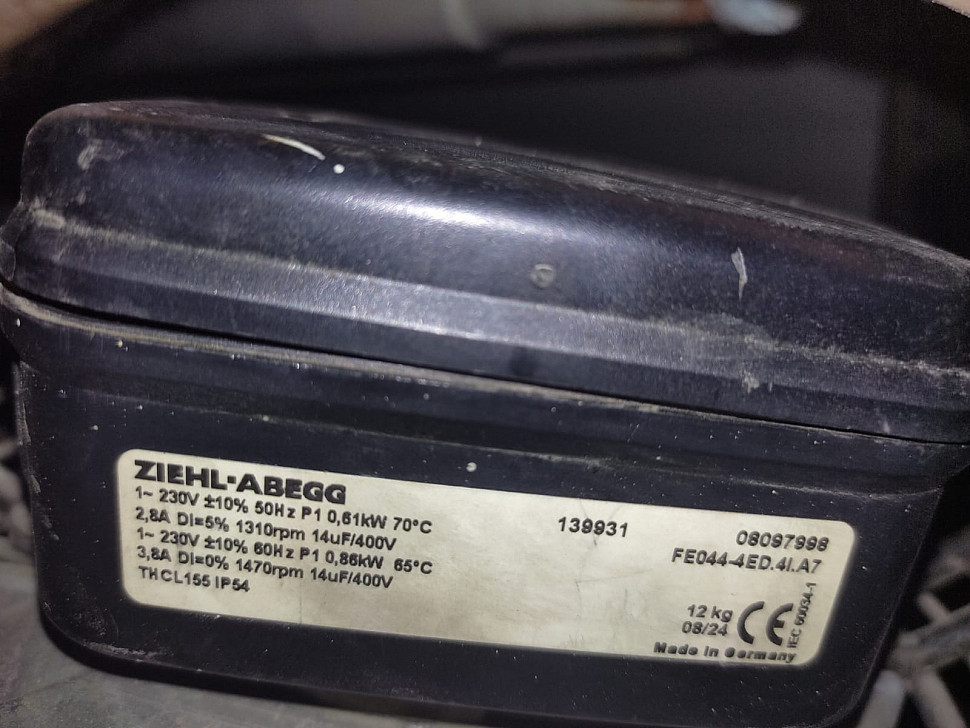 ZIEHL-ABEGG
1~ 230V ±10% 50Hz P1 0,61kW 70°C
2,8A DI=5% 1310rpm 14uF/400V
1~ 230V ±10% 60Hz P1 0,86kW 65°C
3,8A DI=0% 1470rpm 14uF/400V
THCL155 IP54
139931
08097998
FE044-4ED.4I.A7
12 kg
08/24
CE
IEC 60034-1
Made in Germany